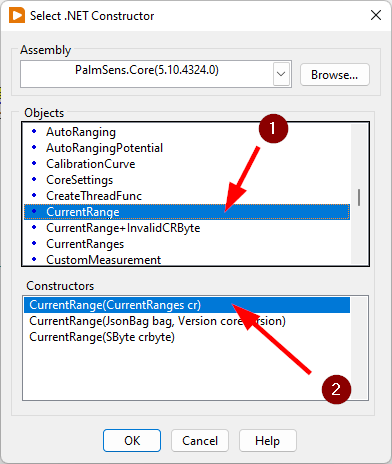 Select .NET Constructor
Assembly
PalmSens.Core(5.10.4324.0)
Browse...
Objects
AutoRanging
AutoRangingPotential
CalibrationCurve
CoreSettings
CreateThreadFunc
CurrentRange
CurrentRange+InvalidCRByte
CurrentRanges
CustomMeasurement
1
Constructors
CurrentRange(CurrentRanges cr)
CurrentRange(JsonBag bag, Version core
CurrentRange(SByte crbyte)
2
OK
Cancel
Help